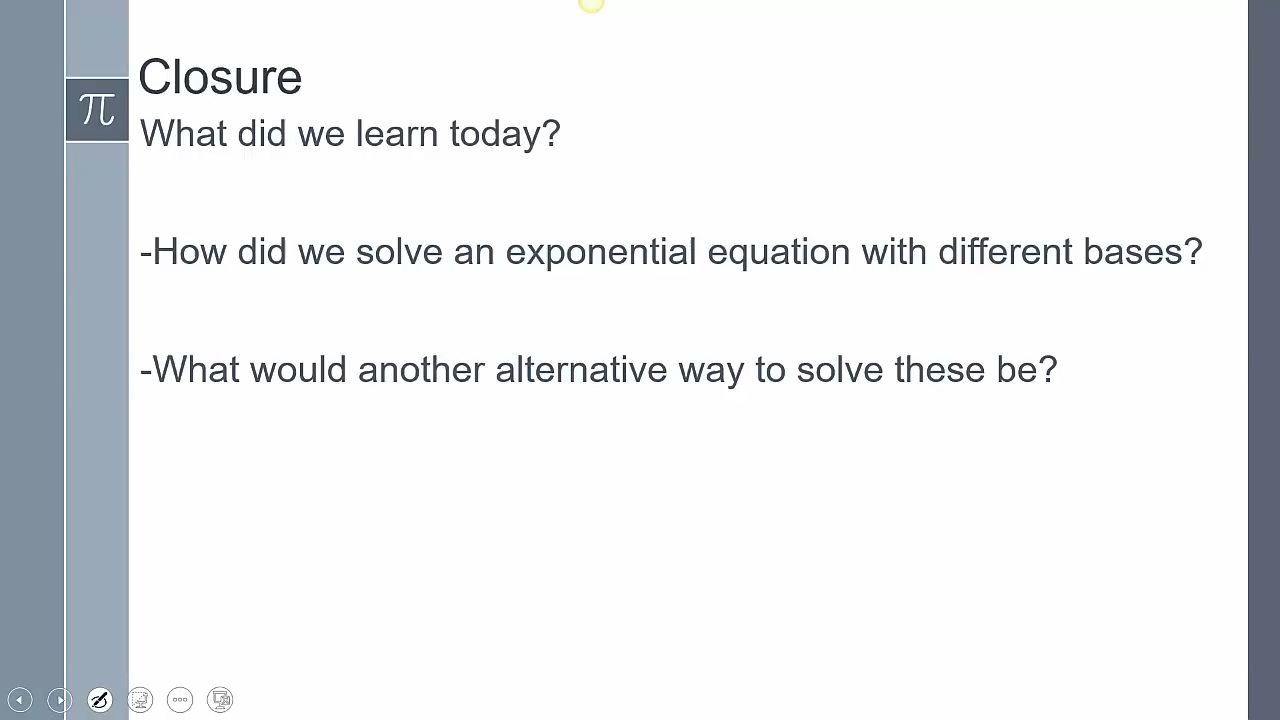 π
Closure
What did we learn today?
-How did we solve an exponential equation with different bases?
-What would another alternative way to solve these be?